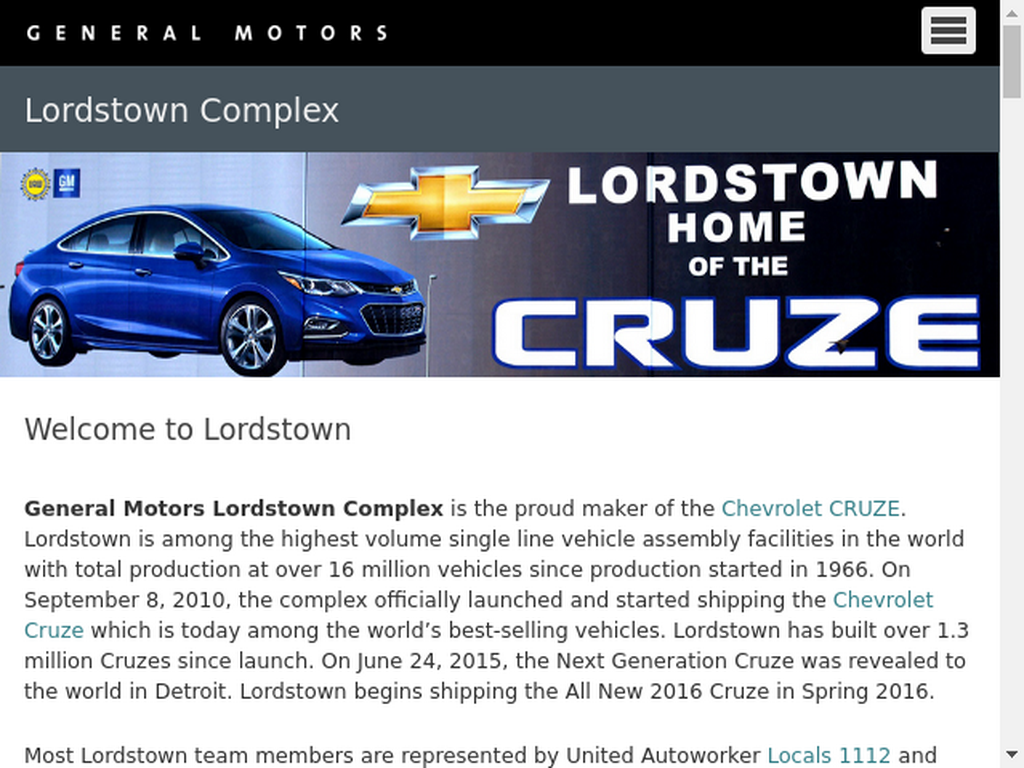 GENERAL MOTORS
Lordstown Complex
GM
LORDSTOWN
HOME
OF THE
CRUZE
Welcome to Lordstown
General Motors Lordstown Complex is the proud maker of the Chevrolet CRUZE.
Lordstown is among the highest volume single line vehicle assembly facilities in the world
with total production at over 16 million vehicles since production started in 1966. On
September 8, 2010, the complex officially launched and started shipping the Chevrolet
Cruze which is today among the world’s best-selling vehicles. Lordstown has built over 1.3
million Cruzes since launch. On June 24, 2015, the Next Generation Cruze was revealed to
the world in Detroit. Lordstown begins shipping the All New 2016 Cruze in Spring 2016.
Most Lordstown team members are represented by United Autoworker Locals 1112 and